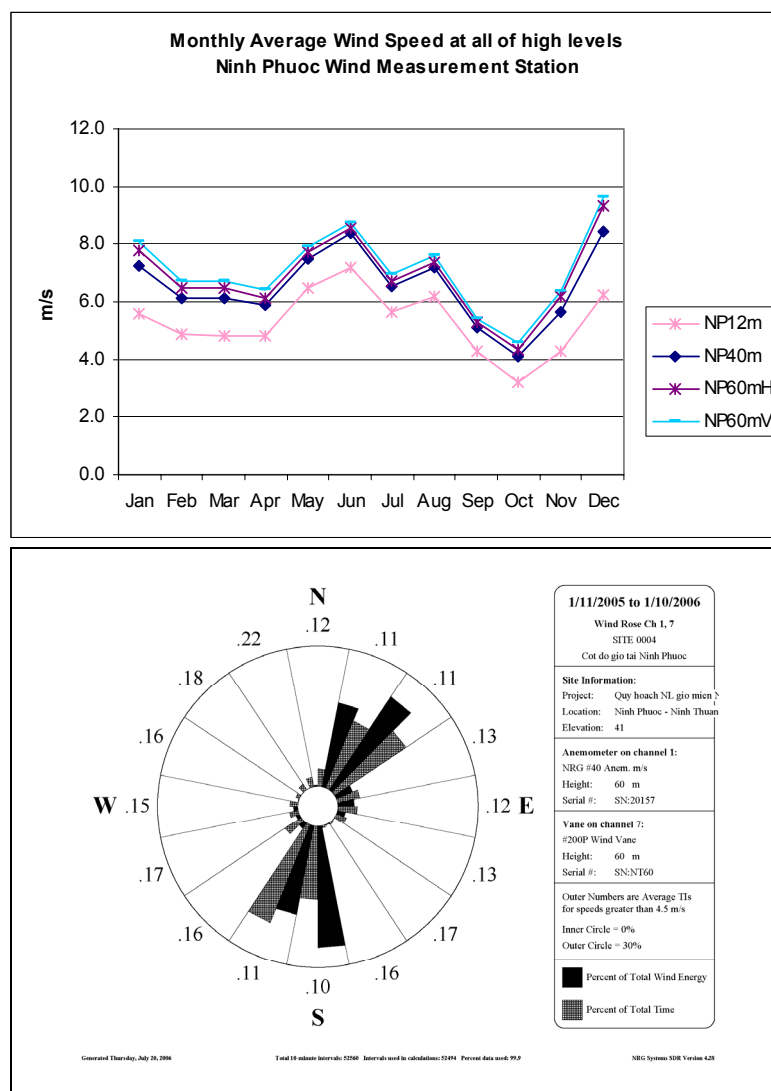 Monthly Average Wind Speed at all of high levels
Ninh Phuoc Wind Measurement Station
12.0
10.0
8.0
6.0
4.0
2.0
0.0
m/s
Jan Feb Mar Apr May Jun Jul Aug Sep Oct Nov Dec
NP12m
NP40m
NP60mH
NP60mV
N
.12
.11
.11
.13
.12
E
.13
.17
.16
.10
S
.11
.16
.17
.15
W
.16
.18
.22
1/11/2005 to 1/10/2006
Wind Rose Ch 1, 7
SITE 0004
Cot do gio tai Ninh Phuoc
Site Information:
Project: Quy hoach NL gio mien N
Location: Ninh Phuoc - Ninh Thuan
Elevation: 41
Anemometer on channel 1:
NRG #40 Anem. m/s
Height: 60 m
Serial #: SN:20157
Vane on channel 7:
#200P Wind Vane
Height: 60 m
Serial #: SN:NT60
Outer Numbers are Average TIs
for speeds greater than 4.5 m/s
Inner Circle = 0%
Outer Circle = 30%
Percent of Total Wind Energy
Percent of Total Time
Generated Thursday, July 20, 2006 Total 10-minute intervals: 52560 Intervals used in calculations: 52494 Percent data used: 99.9 NRG Systems SDR Version 4.28